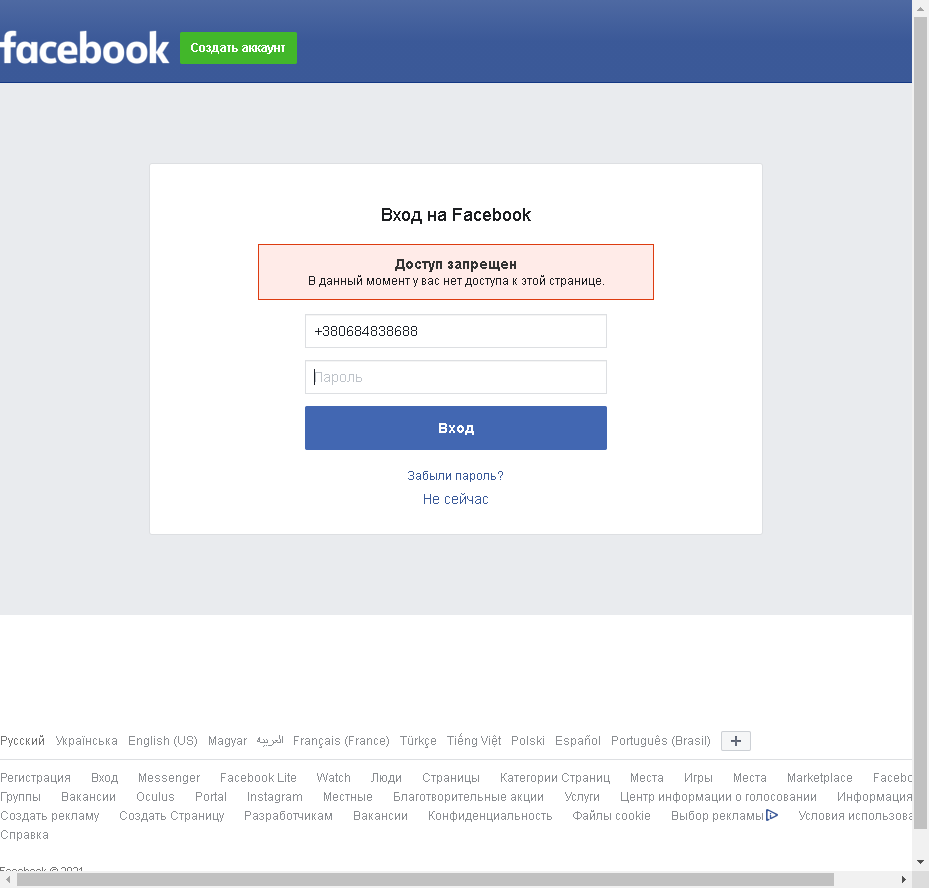 facebook Создать аккаунт
Вход на Facebook
Доступ запрещен
В данный момент у вас нет доступа к этой странице.
+380684838688
Пароль
Вход
Забыли пароль?
Не сейчас
Русский Українська English (US) Magyar العربية Français (France) Türkçe Tiếng Việt Polski Español Português (Brasil) +
Регистрация Вход Messenger Facebook Lite Watch Люди Страницы Категории Страниц Места Игры Места Marketplace Facebo
Группы Вакансии Oculus Portal Instagram Местные Благотворительные акции Услуги Центр информации о голосовании Информация
Создать рекламу Создать Страницу Разработчикам Вакансии Конфиденциальность Файлы cookie Выбор рекламы Условия использова
Справка
Facebook © 2021